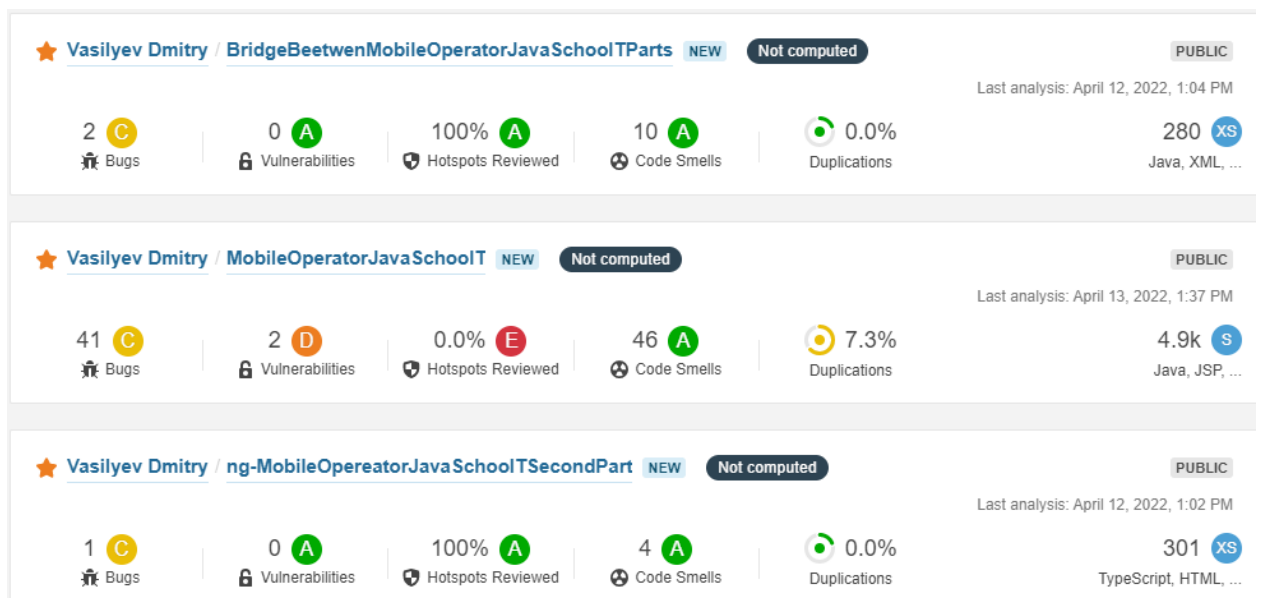 Vasilyev Dmitry / BridgeBeetwenMobileOperatorJavaSchoolTParts NEW Not computed PUBLIC
Last analysis: April 12, 2022, 1:04 PM
2 C 0 A 100% A 10 A 0.0% 280 XS
Bugs Vulnerabilities Hotspots Reviewed Code Smells Duplications Java, XML, ...
Vasilyev Dmitry / MobileOperatorJavaSchoolT NEW Not computed PUBLIC
Last analysis: April 13, 2022, 1:37 PM
41 C 2 D 0.0% E 46 A 7.3% 4.9k S
Bugs Vulnerabilities Hotspots Reviewed Code Smells Duplications Java, JSP, ...
Vasilyev Dmitry / ng-MobileOpereatorJavaSchoolTSecondPart NEW Not computed PUBLIC
Last analysis: April 12, 2022, 1:02 PM
1 C 0 A 100% A 4 A 0.0% 301 XS
Bugs Vulnerabilities Hotspots Reviewed Code Smells Duplications TypeScript, HTML, ...